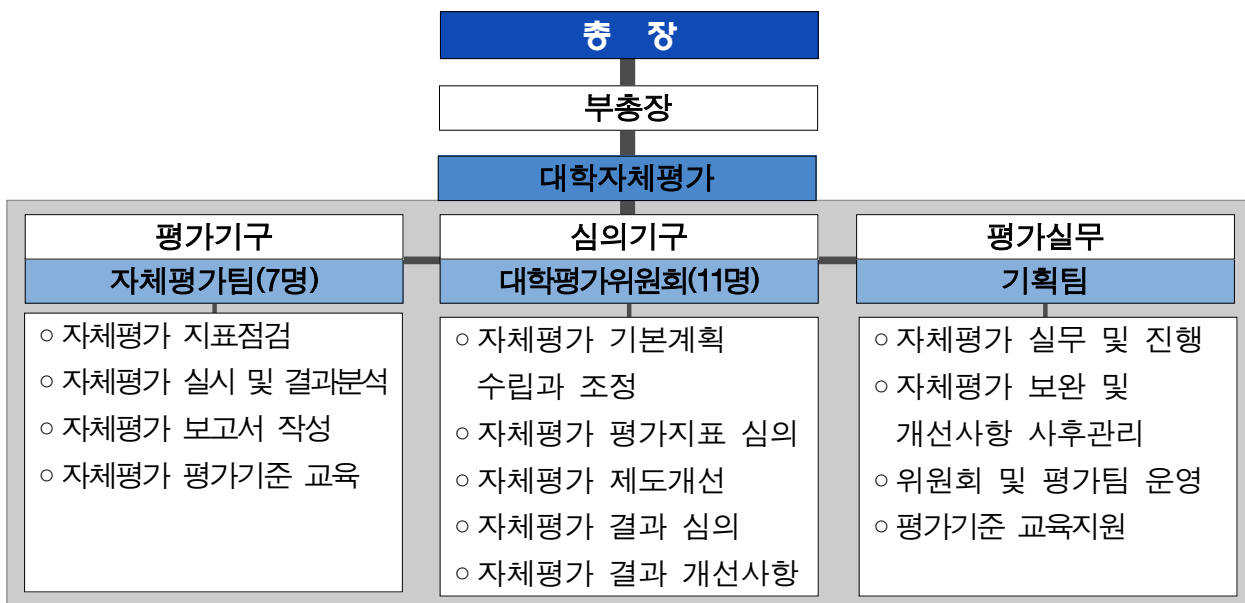 총 장
부총장
대학자체평가
평가기구
자체평가팀(7명)
○ 자체평가 지표점검
○ 자체평가 실시 및 결과분석
○ 자체평가 보고서 작성
○ 자체평가 평가기준 교육
심의기구
대학평가위원회(11명)
○ 자체평가 기본계획
수립과 조정
○ 자체평가 평가지표 심의
○ 자체평가 제도개선
○ 자체평가 결과 심의
○ 자체평가 결과 개선사항
평가실무
기획팀
○ 자체평가 실무 및 진행
○ 자체평가 보완 및
개선사항 사후관리
○ 위원회 및 평가팀 운영
○ 평가기준 교육지원